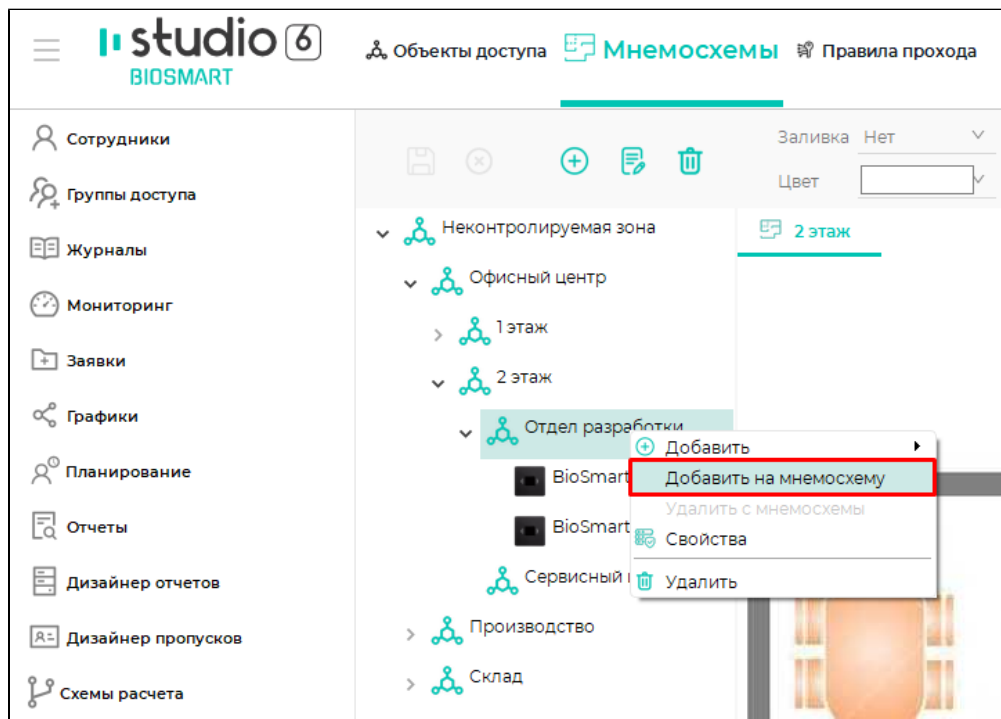 studio 6
BIOSMART
Объекты доступа
Мнемосхемы
Правила прохода
Сотрудники
Группы доступа
Журналы
Мониторинг
Заявки
Графики
Планирование
Отчеты
Дизайнер отчетов
Дизайнер пропусков
Схемы расчета
Заливка Нет
Цвет
Неконтролируемая зона
Офисный центр
1 этаж
2 этаж
Отдел разработки
BioSmart
BioSmart
Сервисный
Производство
Склад
2 этаж
Добавить
Добавить на мнемосхему
Удалить с мнемосхемы
Свойства
Удалить